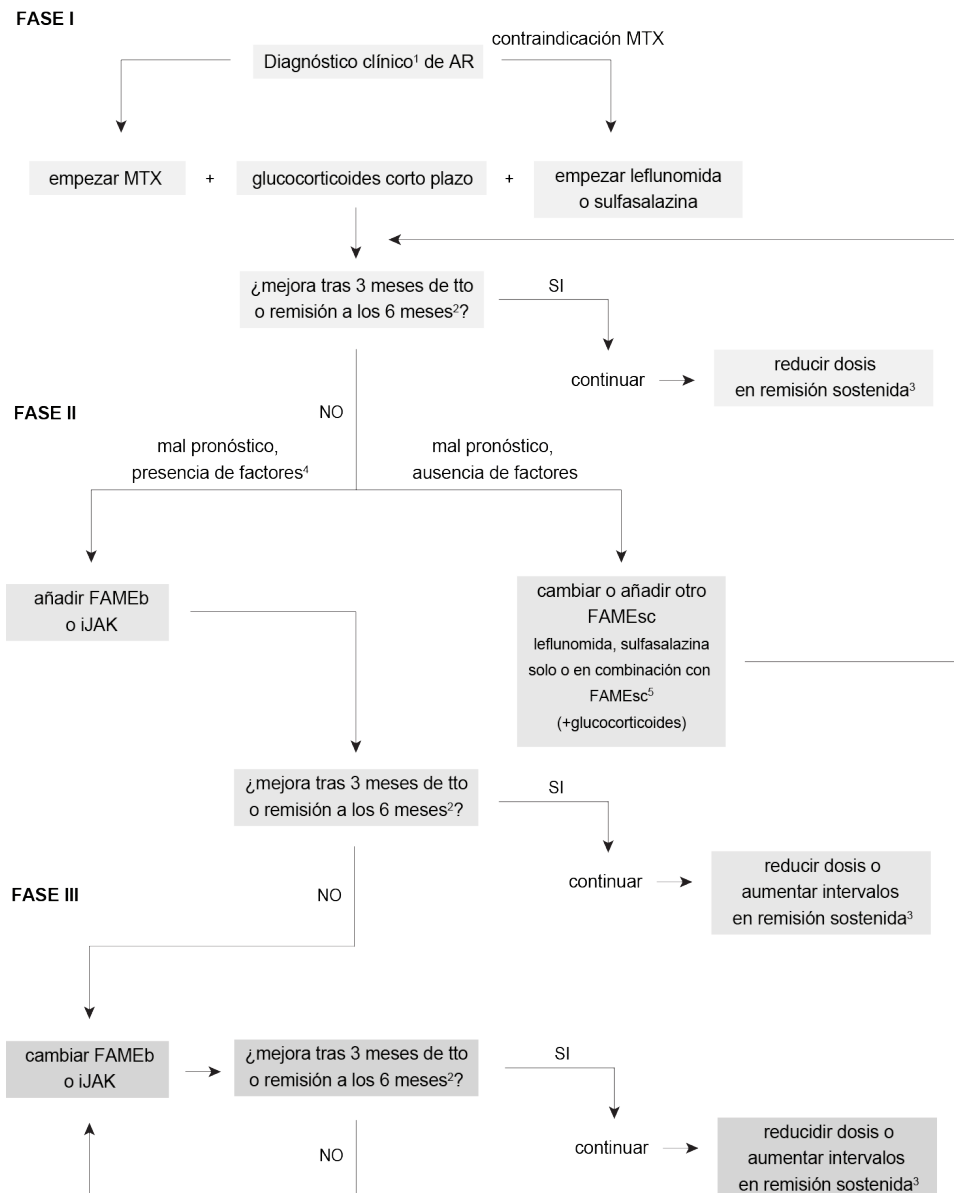 FASE I
contraindicación MTX
Diagnóstico clínico¹ de AR
empezar MTX
+
glucocorticoides corto plazo
+
empezar leflunomida
o sulfasalazina
¿mejora tras 3 meses de tto
o remisión a los 6 meses²?
SI
continuar
reducir dosis
en remisión sostenida³
FASE II
NO
mal pronóstico,
presencia de factores⁴
mal pronóstico,
ausencia de factores
añadir FAMEb
o iJAK
cambiar o añadir otro
FAMEsc
leflunomida, sulfasalazina
solo o en combinación con
FAMEsc⁵
(+glucocorticoides)
¿mejora tras 3 meses de tto
o remisión a los 6 meses²?
SI
continuar
reducir dosis o
aumentar intervalos
en remisión sostenida³
FASE III
NO
cambiar FAMEb
o iJAK
¿mejora tras 3 meses de tto
o remisión a los 6 meses²?
SI
continuar
reducidir dosis o
aumentar intervalos
en remisión sostenida³
NO